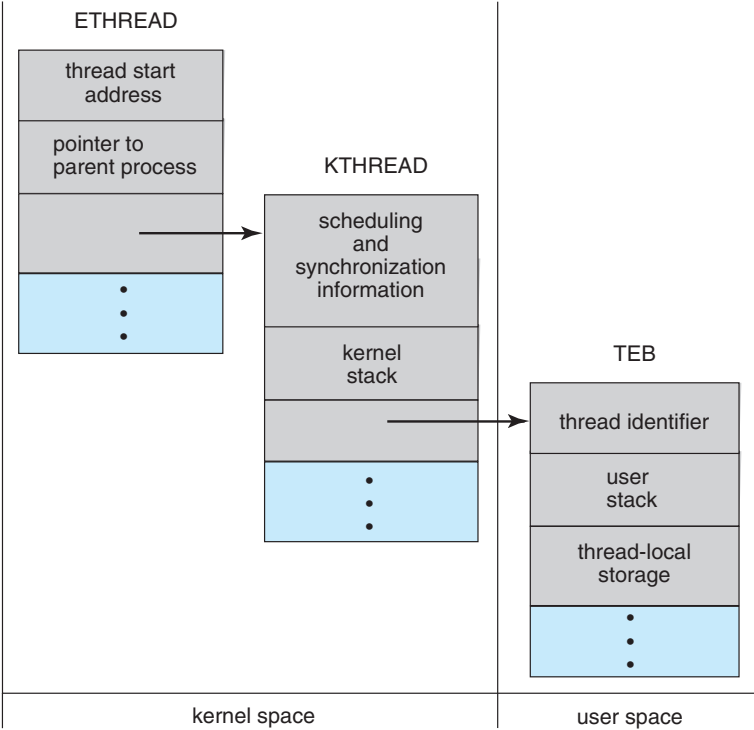 ETHREAD
thread start
address
pointer to
parent process
KTHREAD
scheduling
and
synchronization
information
kernel
stack
TEB
thread identifier
user
stack
thread-local
storage
kernel space
user space